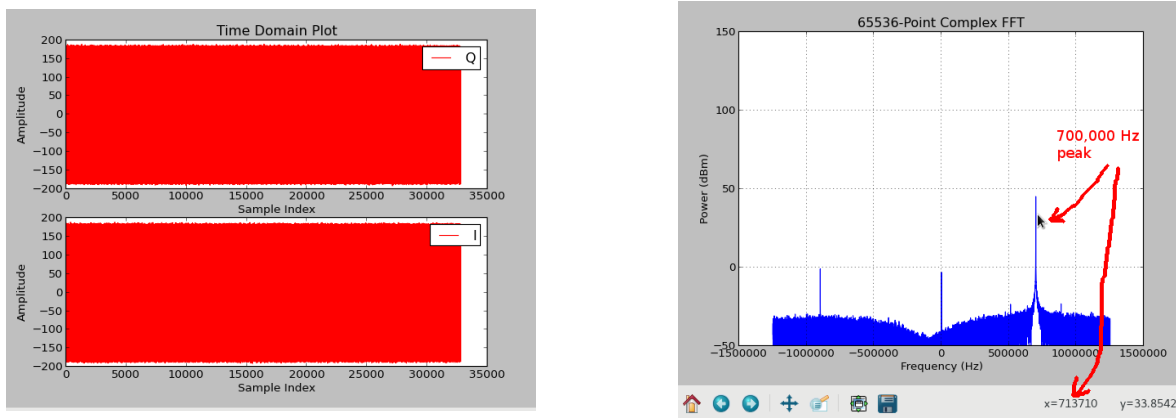 Time Domain Plot
200
150
100
50
0
−50
−100
−150
−200
Amplitude
Q
0 5000 10000 15000 20000 25000 30000 35000
Sample Index
200
150
100
50
0
−50
−100
−150
−200
Amplitude
I
0 5000 10000 15000 20000 25000 30000 35000
Sample Index
65536-Point Complex FFT
150
100
50
0
−50
Power (dBm)
700,000 Hz
peak
−1500000 −1000000 −500000 0 500000 1000000 1500000
Frequency (Hz)
x=713710 y=33.8542